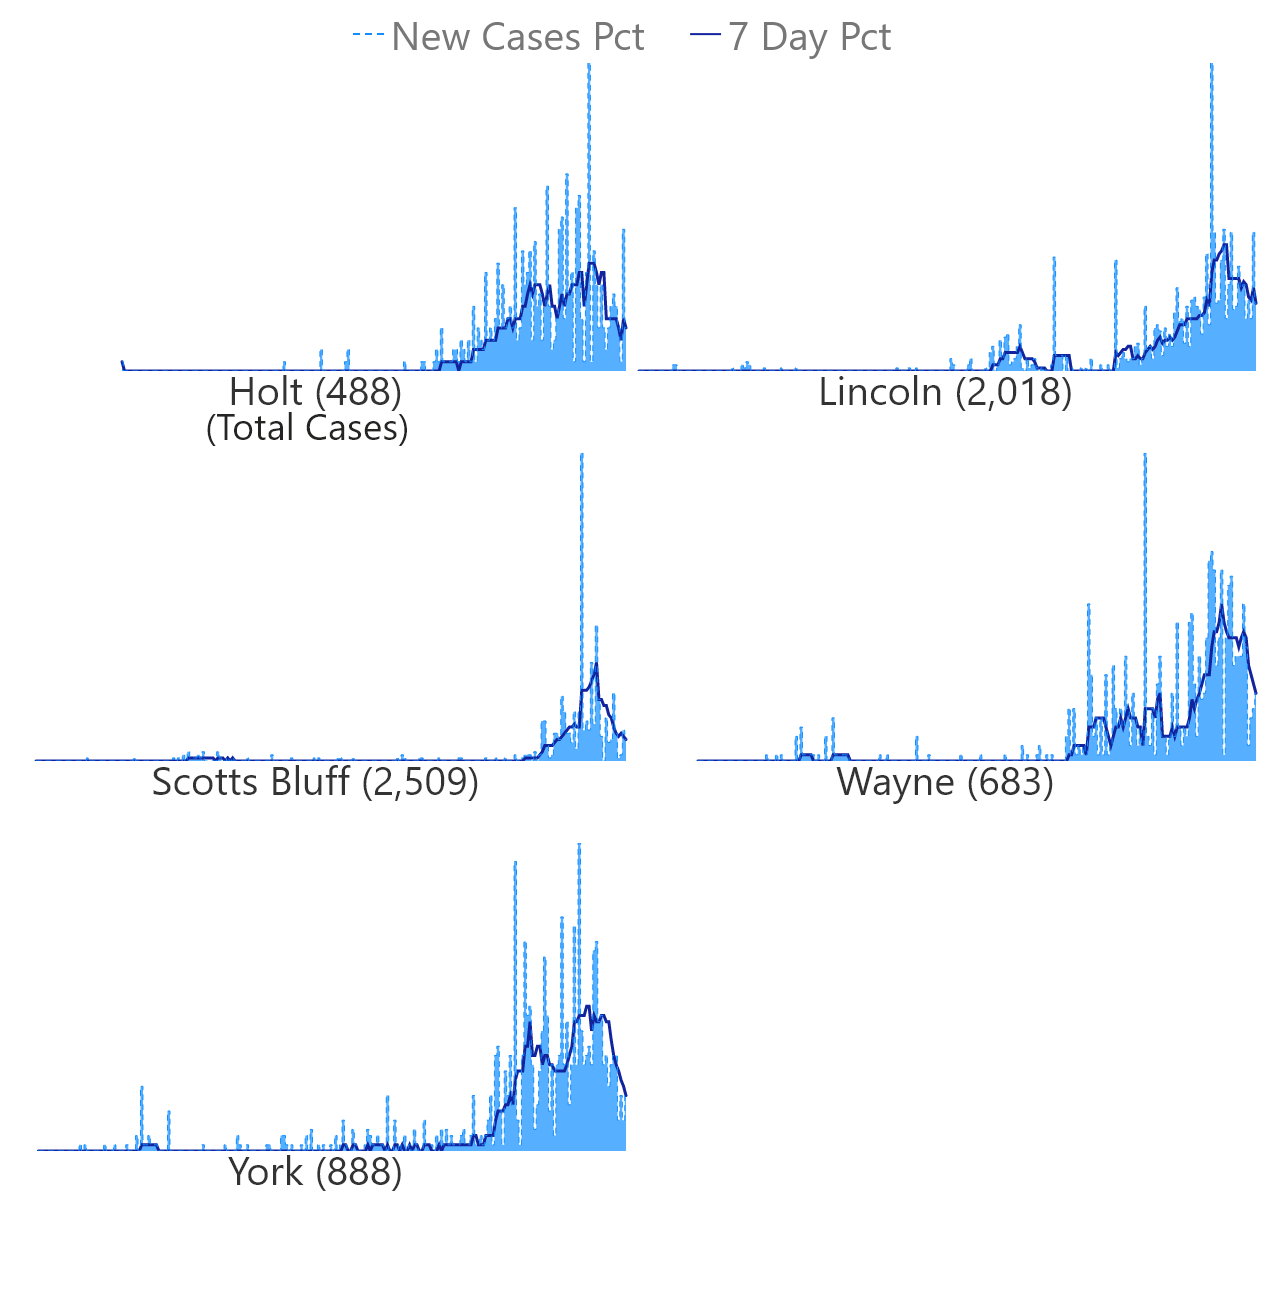 New Cases Pct 7 Day Pct
Holt (488) Lincoln (2,018)
(Total Cases)
Scotts Bluff (2,509) Wayne (683)
York (888)